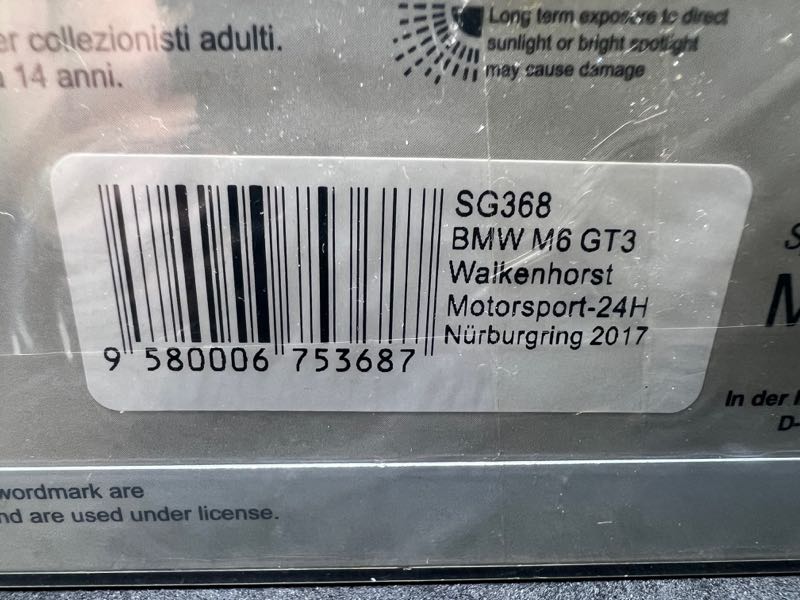 er collezionisti adulti.
14 anni.
Long term exposure to direct
sunlight or bright spotlight
may cause damage
SG368
BMW M6 GT3
Walkenhorst
Motorsport-24H
Nürburgring 2017
9 580006 753687
In der
D-
wordmark are
nd are used under license.